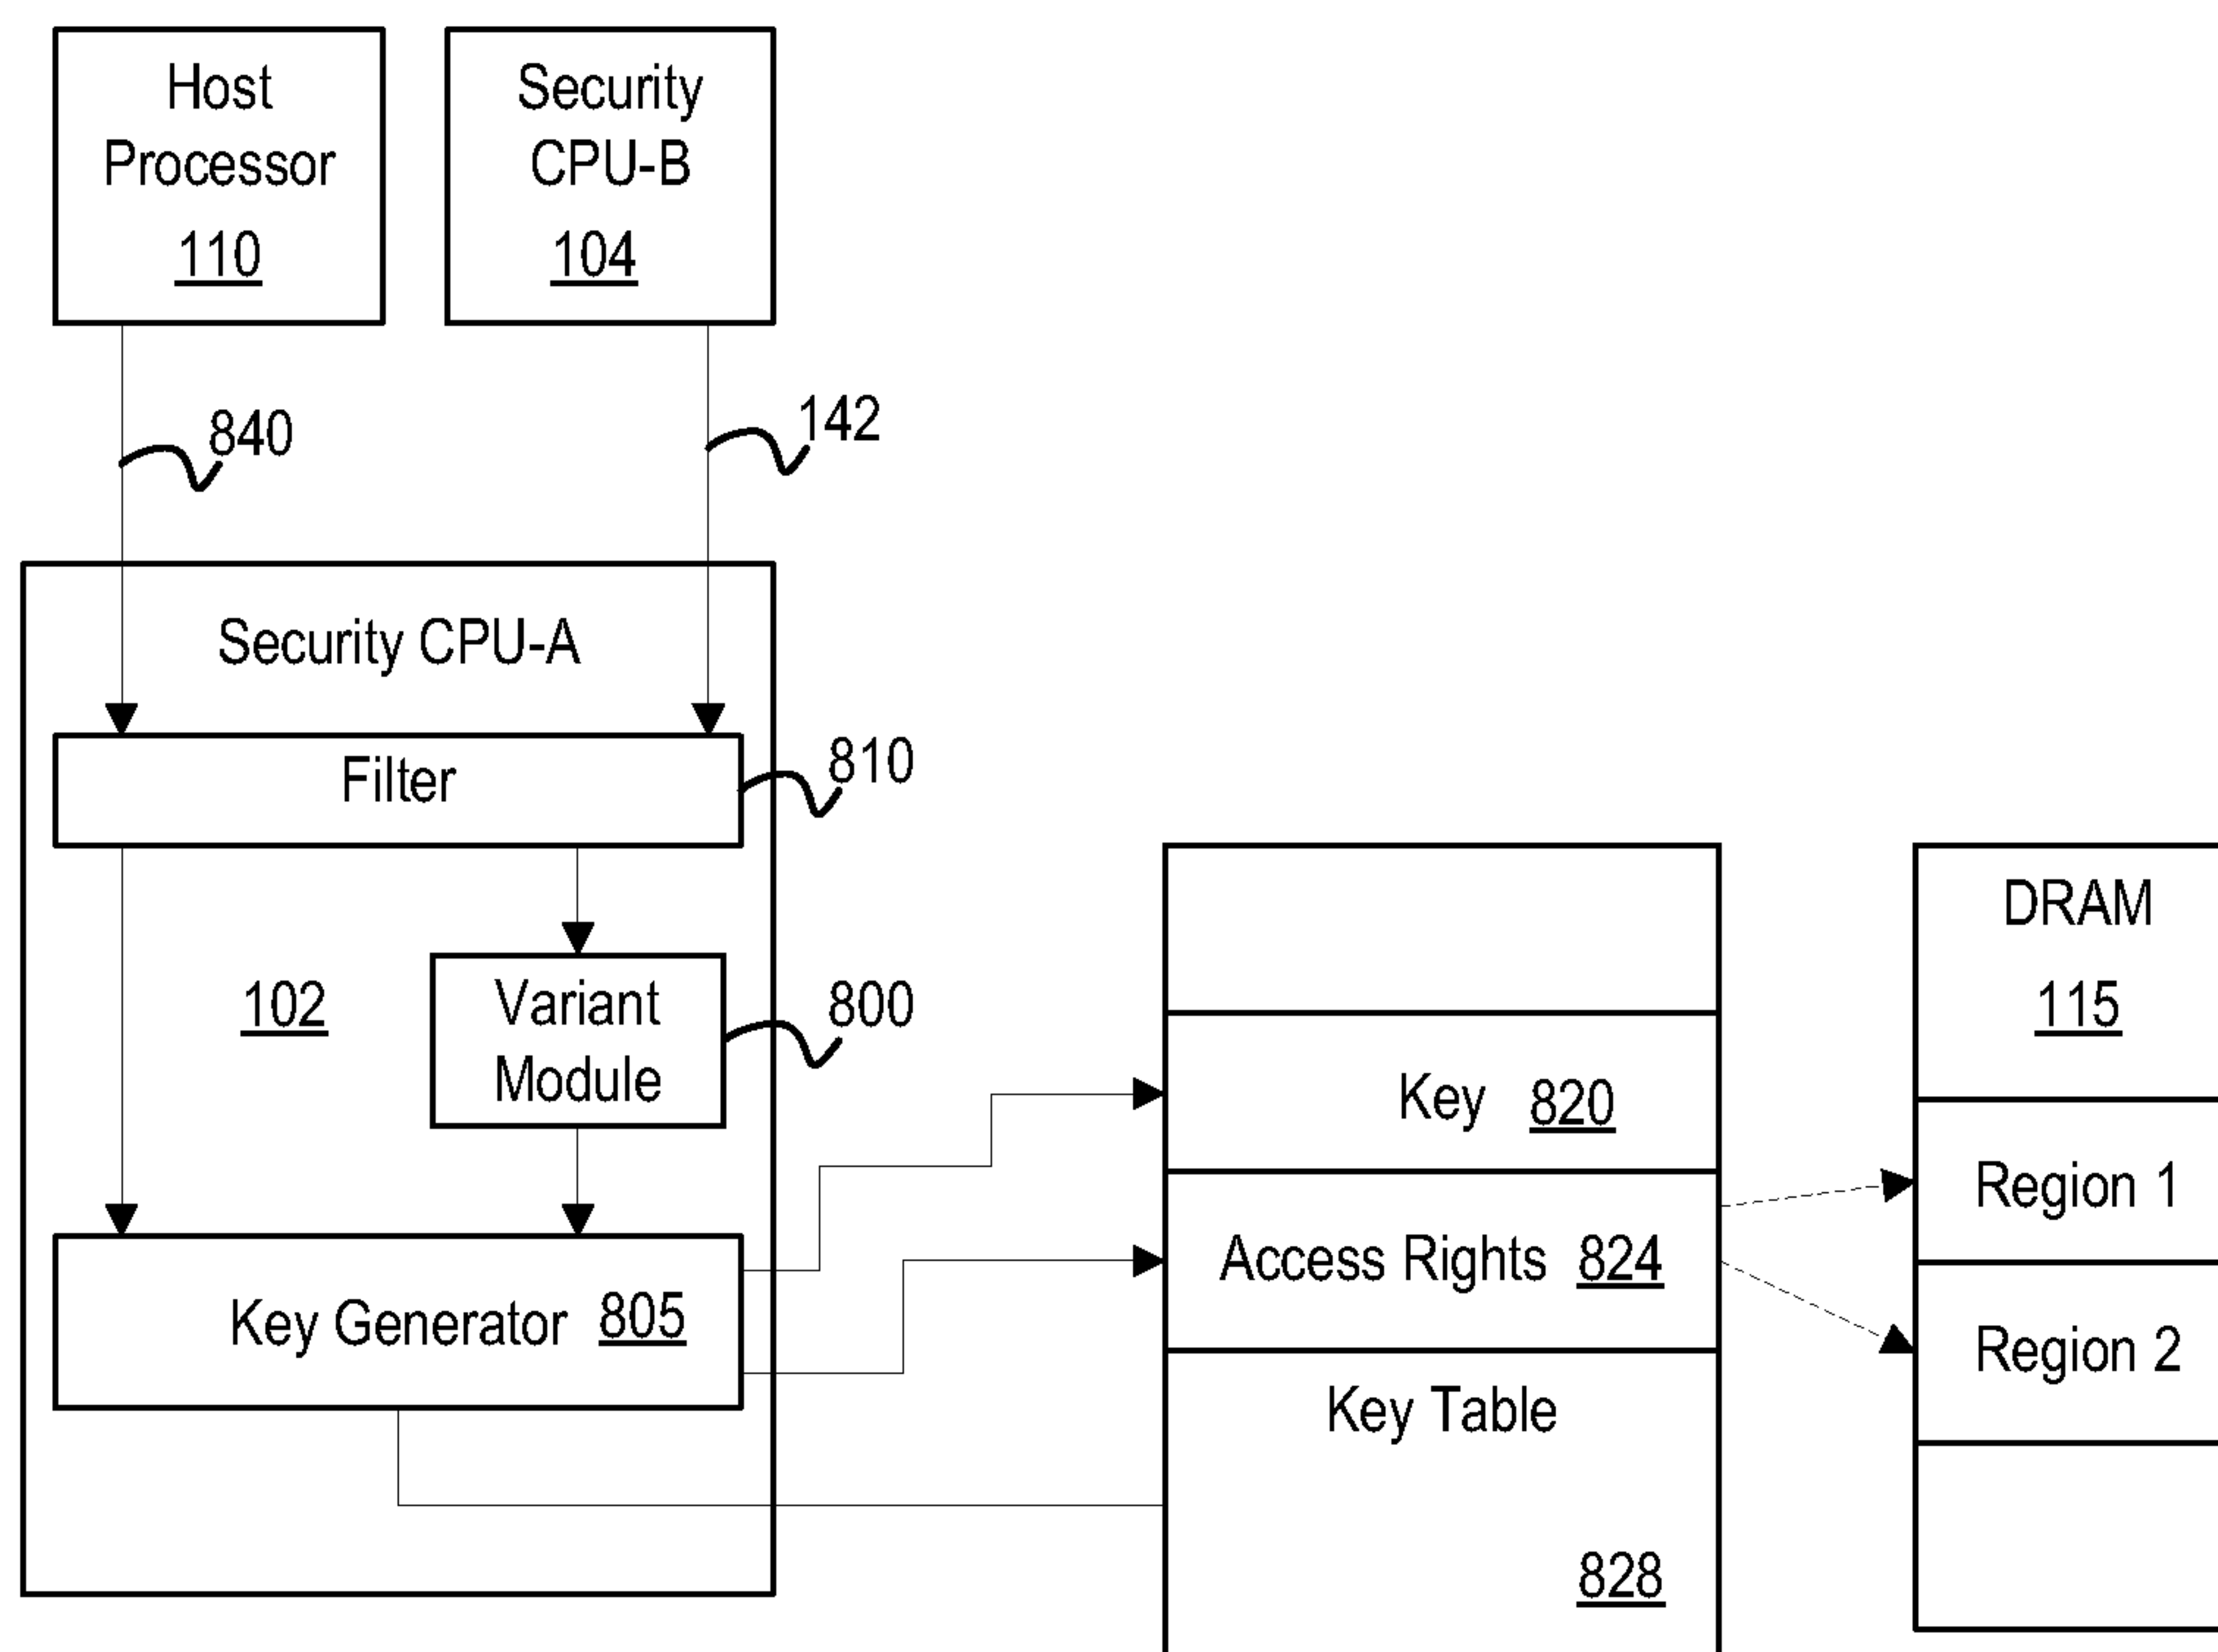 Host
Processor
110
Security
CPU-B
104
840
142
Security CPU-A
Filter
810
102
Variant
Module
800
Key Generator 805
Key 820
Access Rights 824
Key Table
828
DRAM
115
Region 1
Region 2